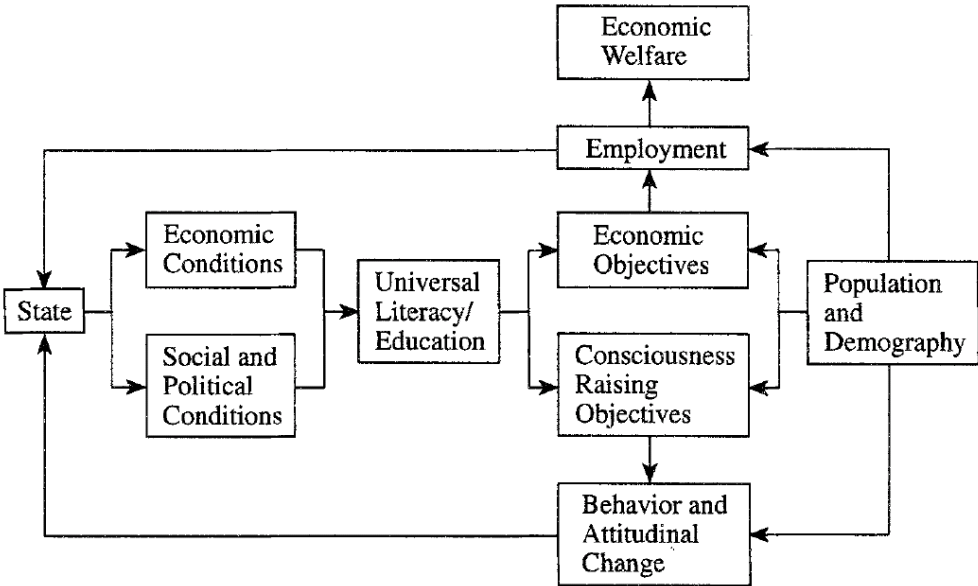 Economic
Welfare
Employment
Economic
Conditions
Economic
Objectives
State
Universal
Literacy/
Education
Population
and
Demography
Social and
Political
Conditions
Consciousness
Raising
Objectives
Behavior and
Attitudinal
Change